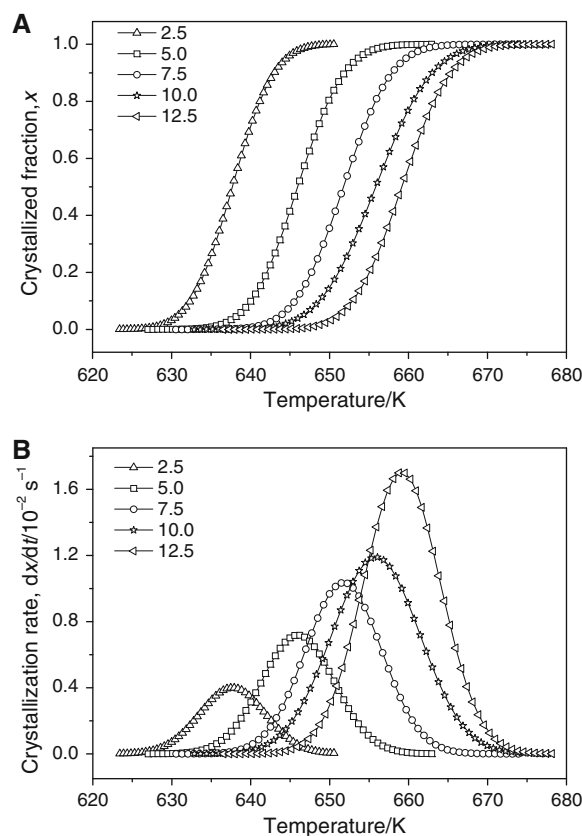 A
2.5
5.0
7.5
10.0
12.5
Crystallized fraction, x
1.0
0.8
0.6
0.4
0.2
0.0
620 630 640 650 660 670 680
Temperature/K
B
2.5
5.0
7.5
10.0
12.5
Crystallization rate, dx/dt/10⁻² s⁻¹
1.6
1.2
0.8
0.4
0.0
620 630 640 650 660 670 680
Temperature/K